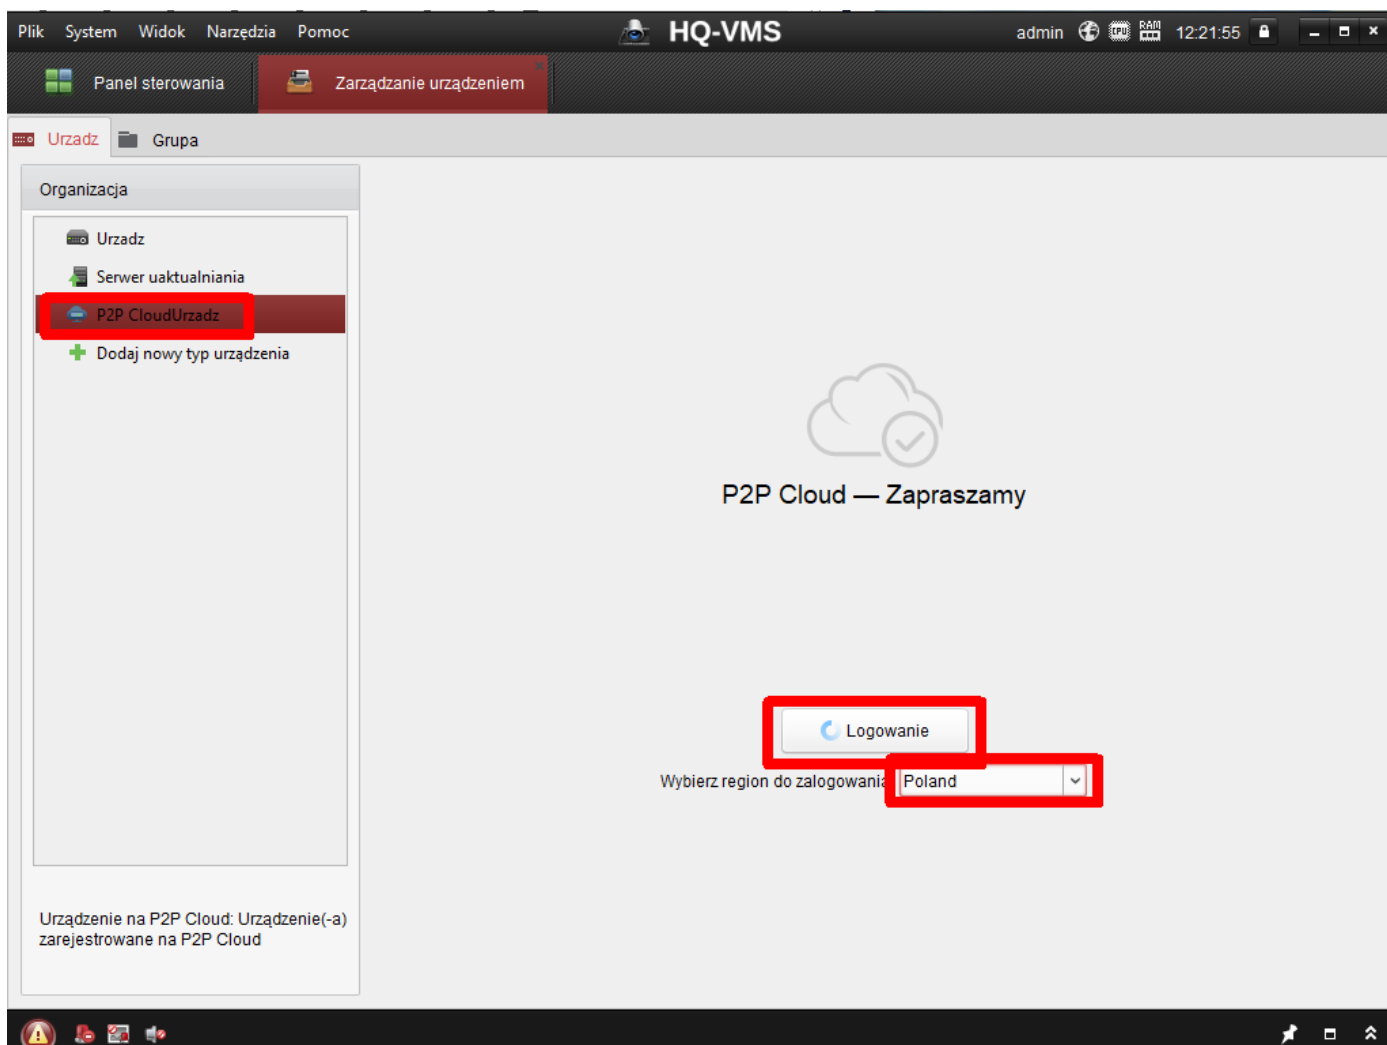 Plik System Widok Narzędzia Pomoc HQ-VMS admin CPU RAM 12:21:55
Panel sterowania Zarządzanie urządzeniem
Urzadz Grupa
Organizacja
Urzadz
Serwer uaktualniania
P2P CloudUrzadz
Dodaj nowy typ urządzenia
P2P Cloud — Zapraszamy
Logowanie
Wybierz region do zalogowania Poland
Urządzenie na P2P Cloud: Urządzenie(-a)
zarejestrowane na P2P Cloud